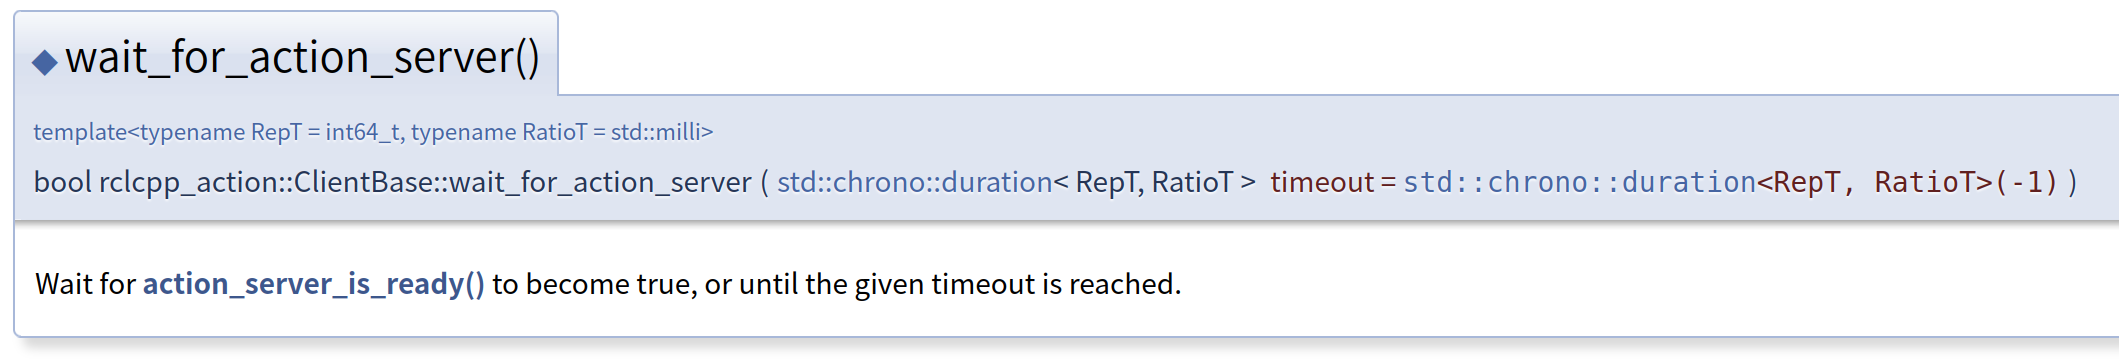 ◆ wait_for_action_server()
template<typename RepT = int64_t, typename RatioT = std::milli>
bool rclcpp_action::ClientBase::wait_for_action_server ( std::chrono::duration< RepT, RatioT > timeout = std::chrono::duration<RepT, RatioT>(-1) )
Wait for action_server_is_ready() to become true, or until the given timeout is reached.